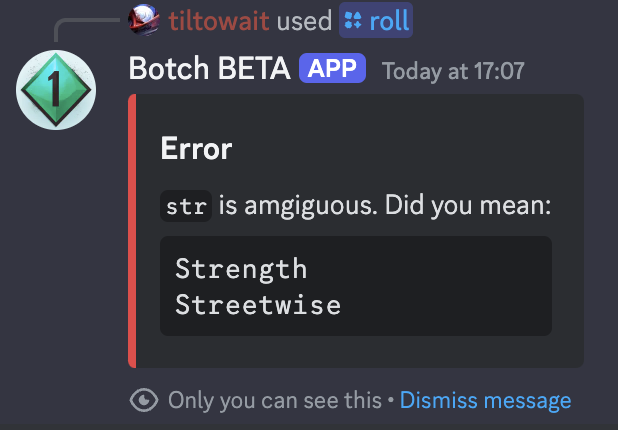 tiltowait used roll
1
Botch BETA APP Today at 17:07
Error
str is amgiguous. Did you mean:
Strength
Streetwise
Only you can see this • Dismiss message